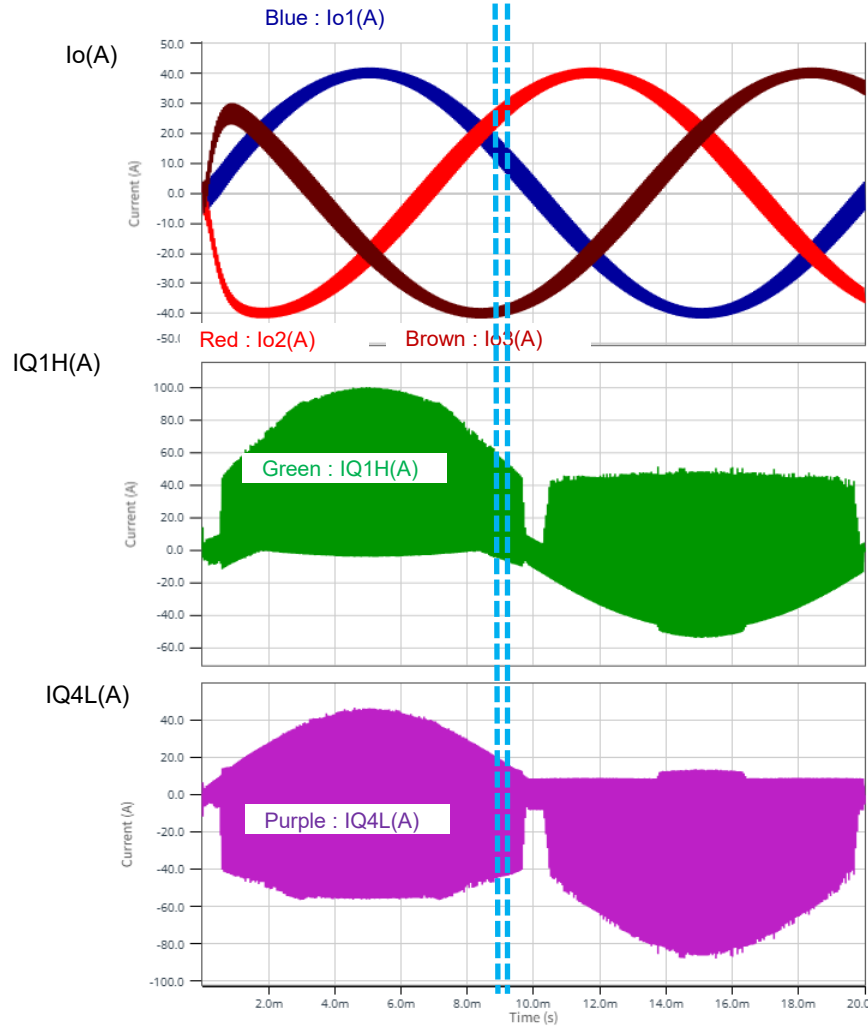 Blue : Io1(A)
Io(A)
50.0
40.0
30.0
20.0
10.0
0.0
-10.0
-20.0
-30.0
-40.0
-50.
Current (A)
Red : Io2(A)
Brown : Io3(A)
IQ1H(A)
100.0
80.0
60.0
40.0
20.0
0.0
-20.0
-40.0
-60.0
Current (A)
Green : IQ1H(A)
IQ4L(A)
40.0
20.0
0.0
-20.0
-40.0
-60.0
-80.0
-100.0
Current (A)
Purple : IQ4L(A)
2.0m 4.0m 6.0m 8.0m 10.0m 12.0m 14.0m 16.0m 18.0m 20.0
Time (s)